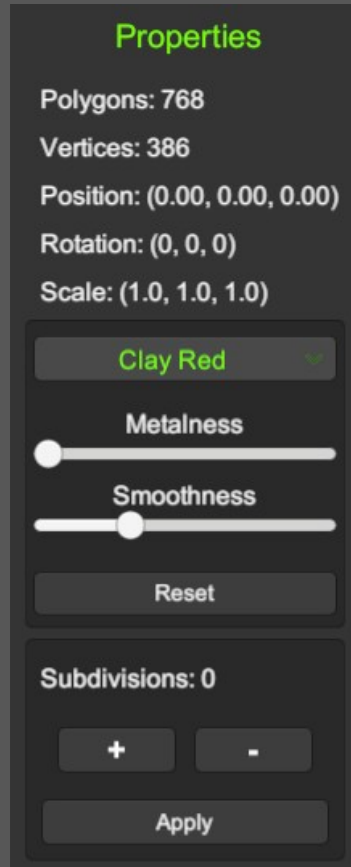 Properties
Polygons: 768
Vertices: 386
Position: (0.00, 0.00, 0.00)
Rotation: (0, 0, 0)
Scale: (1.0, 1.0, 1.0)
Clay Red
Metalness
Smoothness
Reset
Subdivisions: 0
+ -
Apply